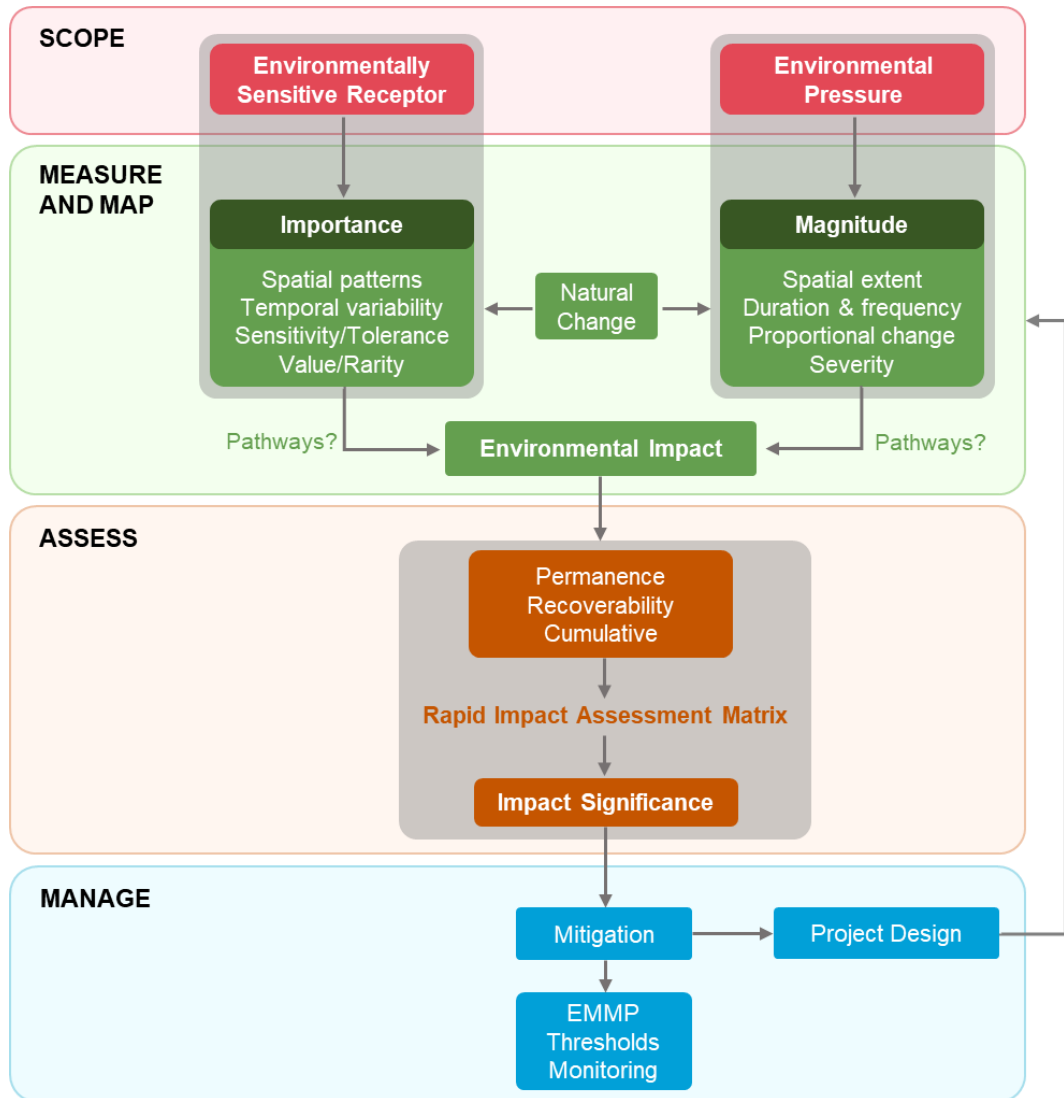 SCOPE
Environmentally
Sensitive Receptor
Environmental
Pressure
MEASURE
AND MAP
Importance
Spatial patterns
Temporal variability
Sensitivity/Tolerance
Value/Rarity
Natural
Change
Magnitude
Spatial extent
Duration & frequency
Proportional change
Severity
Pathways?
Environmental Impact
Pathways?
ASSESS
Permanence
Recoverability
Cumulative
Rapid Impact Assessment Matrix
Impact Significance
MANAGE
Mitigation
Project Design
EMMP
Thresholds
Monitoring